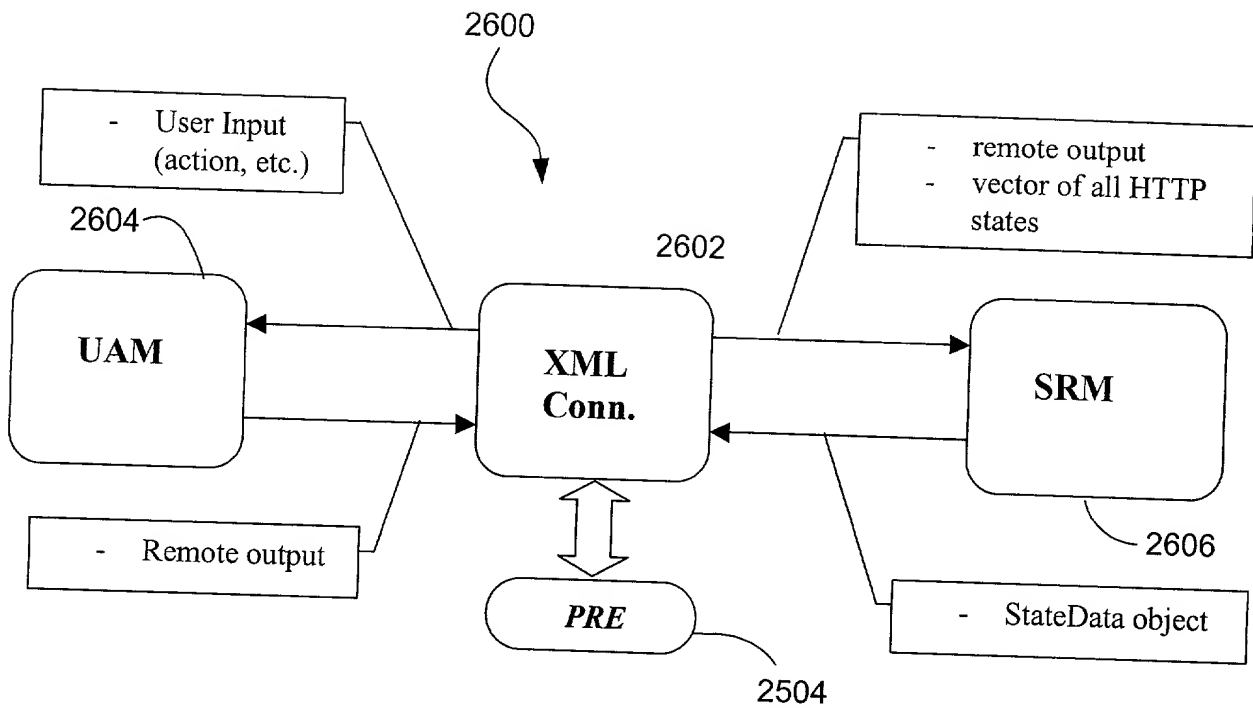 2600
- User Input
(action, etc.)
- remote output
- vector of all HTTP
states
2604
2602
UAM
XML
Conn.
SRM
- Remote output
2606
PRE
- StateData object
2504